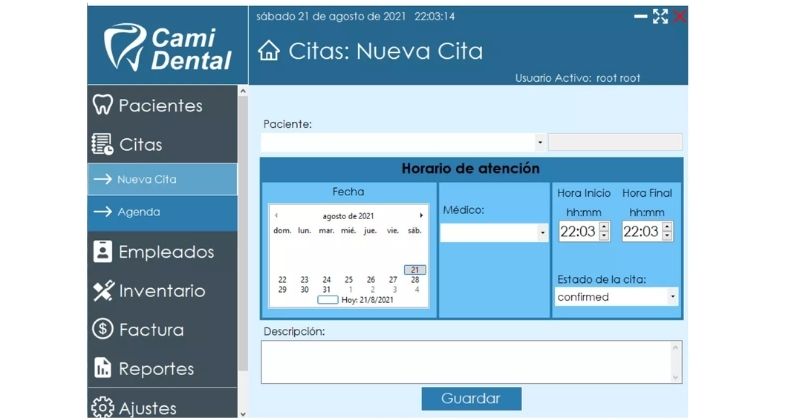 sábado 21 de agosto de 2021 22:03:14
Cami
Dental
Citas: Nueva Cita
Usuario Activo: root root
Pacientes
Citas
Nueva Cita
Agenda
Empleados
Inventario
Factura
Reportes
Ajustes
Paciente:
Horario de atención
Fecha
agosto de 2021
dom. lun. mar. mié. jue. vie. sáb.
21
22 23 24 25 26 27 28
29 30 31 1 2 3 4
Hoy: 21/8/2021
Médico:
Hora Inicio Hora Final
hh:mm hh:mm
22:03 22:03
Estado de la cita:
confirmed
Descripción:
Guardar